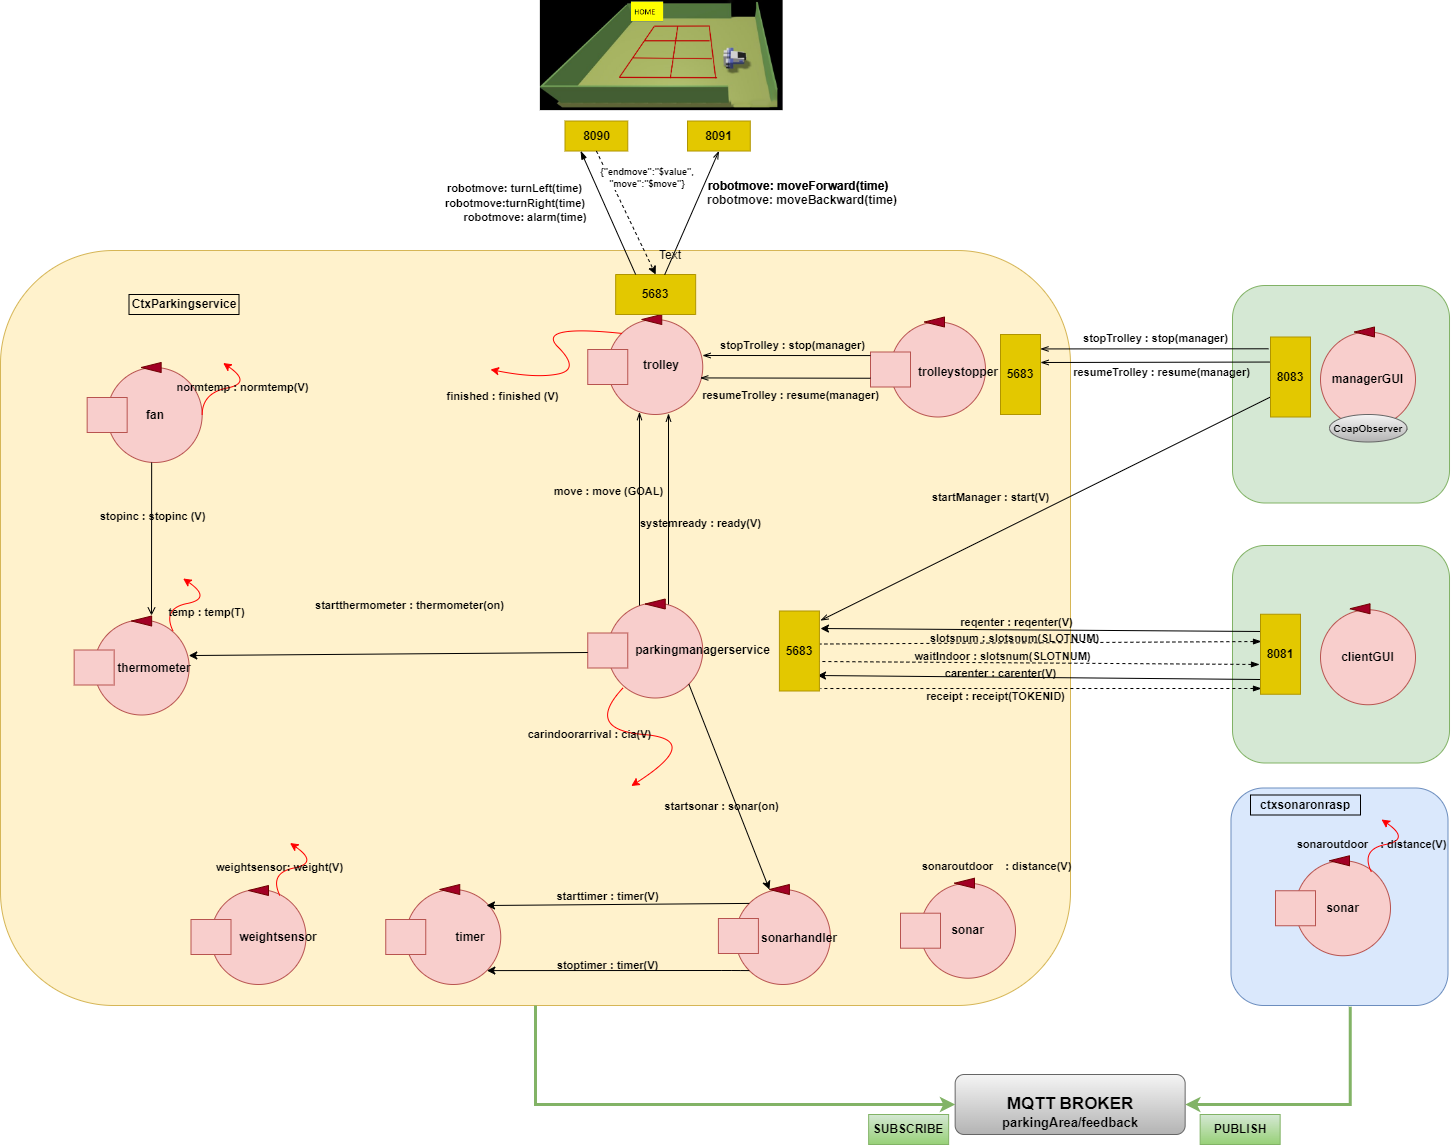 HOME
8090
8091
{"endmove":"$value",
"move":"$move"}
robotmove: turnLeft(time)
robotmove:turnRight(time)
robotmove: alarm(time)
robotmove: moveForward(time)
robotmove: moveBackward(time)
Text
5683
CtxParkingservice
trolley
stopTrolley : stop(manager)
resumeTrolley : resume(manager)
trolleystopper
5683
stopTrolley : stop(manager)
resumeTrolley : resume(manager)
8083
managerGUI
CoapObserver
finished : finished (V)
normtemp : normtemp(V)
fan
move : move (GOAL)
systemready : ready(V)
startManager : start(V)
stopinc : stopinc (V)
temp : temp(T)
startthermometer : thermometer(on)
thermometer
parkingmanagerservice
5683
reqenter : reqenter(V)
slotsnum : slotsnum(SLOTNUM)
waitIndoor : slotsnum(SLOTNUM)
carenter : carenter(V)
receipt : receipt(TOKENID)
8081
clientGUI
carindoorarrival : cia(V)
startsonar : sonar(on)
ctxsonaronrasp
sonaroutdoor : distance(V)
sonar
weightsensor: weight(V)
weightsensor
starttimer : timer(V)
timer
stoptimer : timer(V)
sonarhandler
sonaroutdoor : distance(V)
sonar
MQTT BROKER
parkingArea/feedback
SUBSCRIBE
PUBLISH